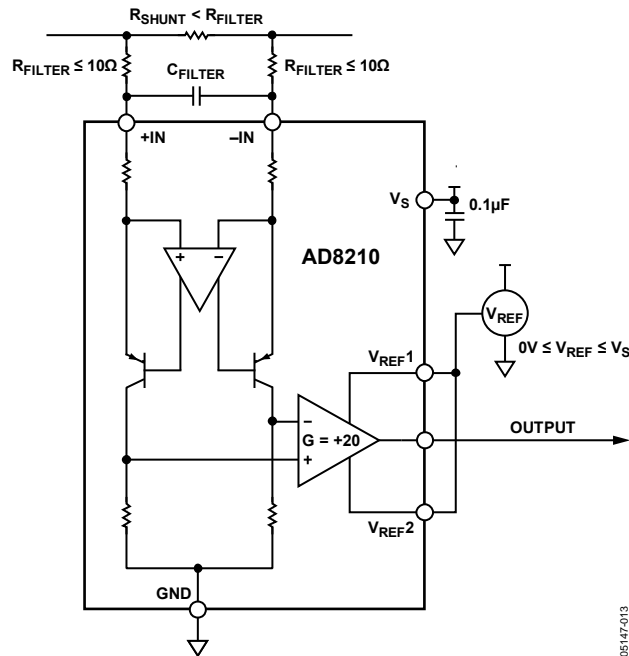 R_SHUNT < R_FILTER
R_FILTER ≤ 10Ω
C_FILTER
R_FILTER ≤ 10Ω
+IN
–IN
V_S
0.1µF
+
–
AD8210
V_REF
0V ≤ V_REF ≤ V_S
V_REF1
–
G = +20
+
OUTPUT
V_REF2
GND
05147-013